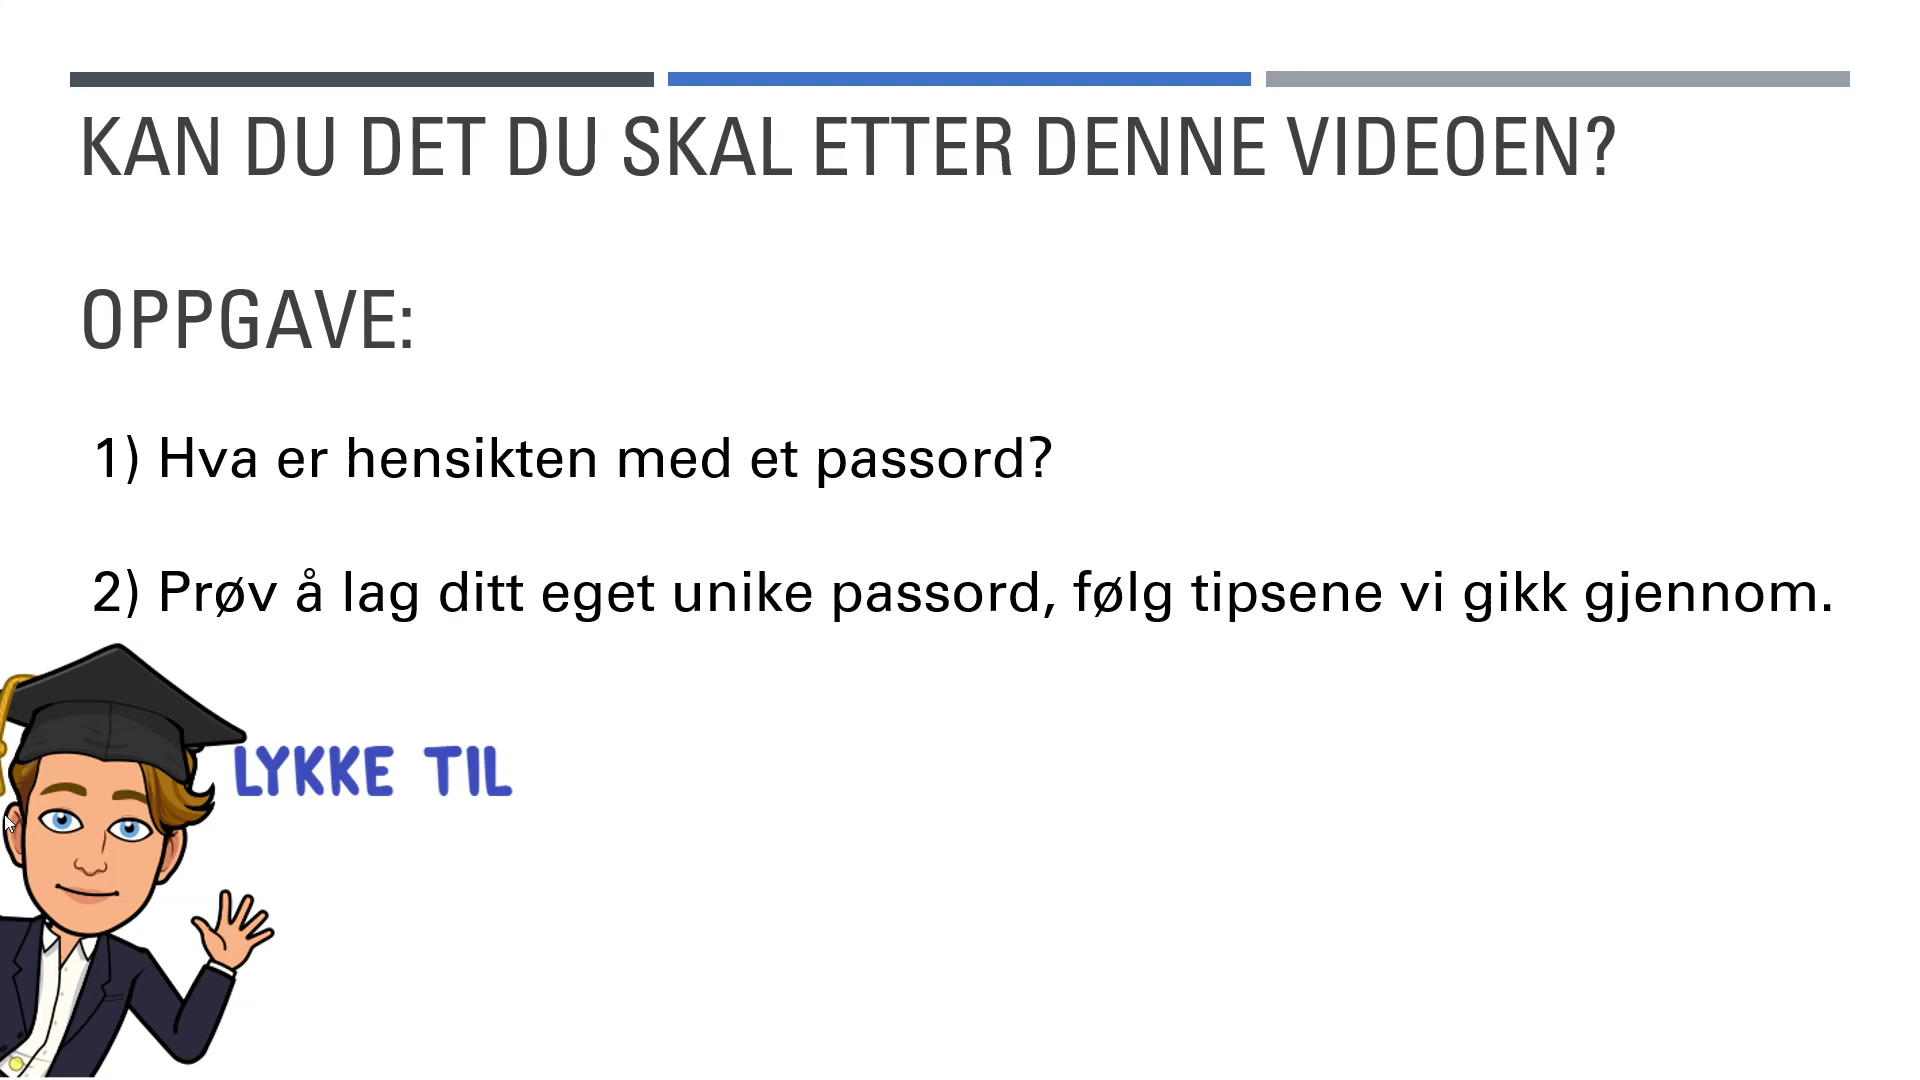 KAN DU DET DU SKAL ETTER DENNE VIDEOEN?
OPPGAVE:
1) Hva er hensikten med et passord?
2) Prøv å lag ditt eget unike passord, følg tipsene vi gikk gjennom.
LYKKE TIL